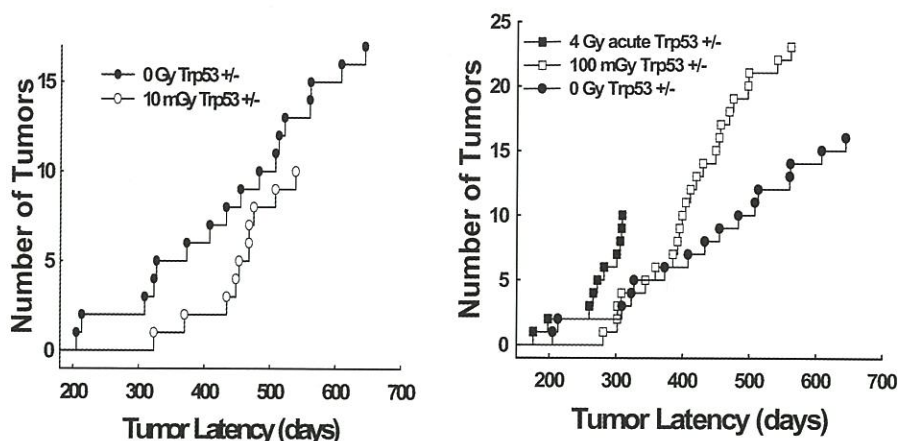 15
10
5
0
Number of Tumors
0 Gy Trp53 +/-
10 mGy Trp53 +/-
200 300 400 500 600 700
Tumor Latency (days)
25
20
15
10
5
0
Number of Tumors
4 Gy acute Trp53 +/-
100 mGy Trp53 +/-
0 Gy Trp53 +/-
200 300 400 500 600 700
Tumor Latency (days)